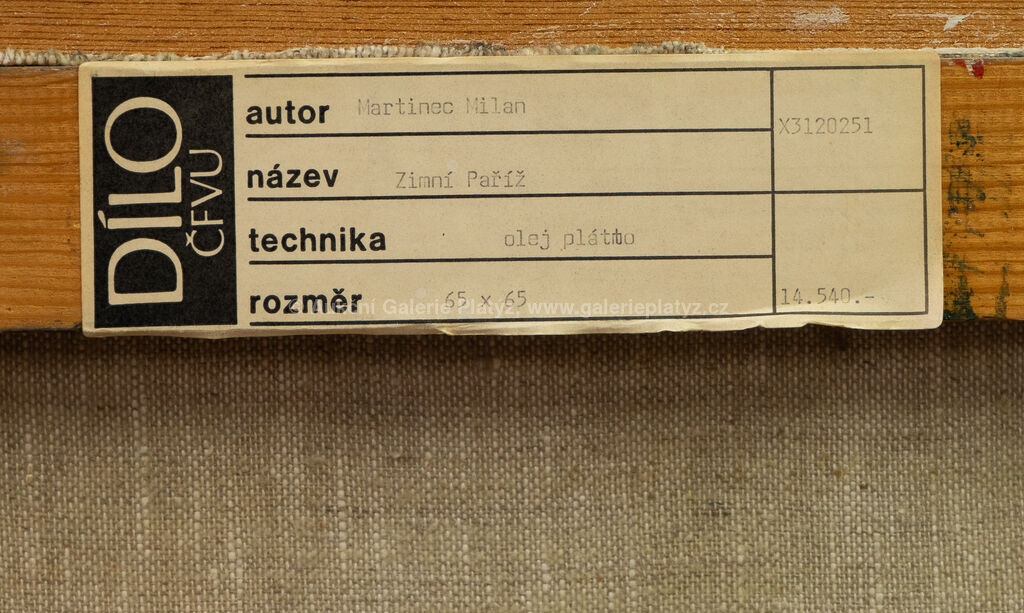 DÍLO
ČFVU
autor Martinec Milan
X3120251
název Zimní Paříž
technika olej plátno
rozměr 65 x 65
14.540.-
Galerie Platýz, www.galerieplatyz.cz